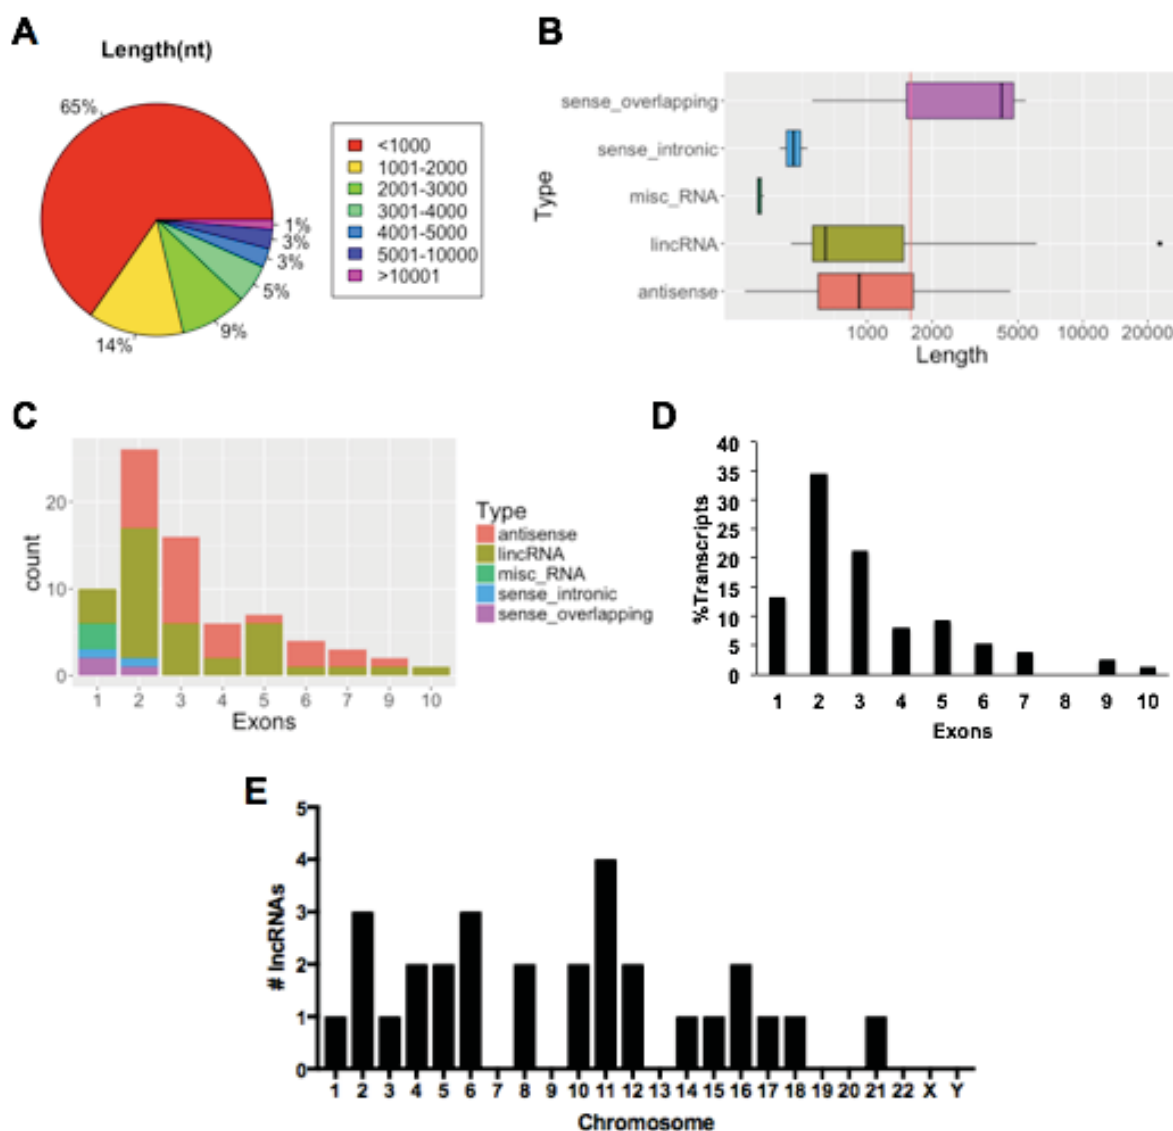 A
Length(nt)
65%
14%
9%
5%
3%
3%
1%
<1000
1001-2000
2001-3000
3001-4000
4001-5000
5001-10000
>10001
B
Type
sense_overlapping
sense_intronic
misc_RNA
lincRNA
antisense
1000 2000 5000 10000 20000
Length
C
count
20
10
0
1 2 3 4 5 6 7 9 10
Exons
Type
antisense
lincRNA
misc_RNA
sense_intronic
sense_overlapping
D
%Transcripts
40
35
30
25
20
15
10
5
0
1 2 3 4 5 6 7 8 9 10
Exons
E
# lncRNAs
5
4
3
2
1
0
1 2 3 4 5 6 7 8 9 10 11 12 13 14 15 16 17 18 19 20 21 22 X Y
Chromosome